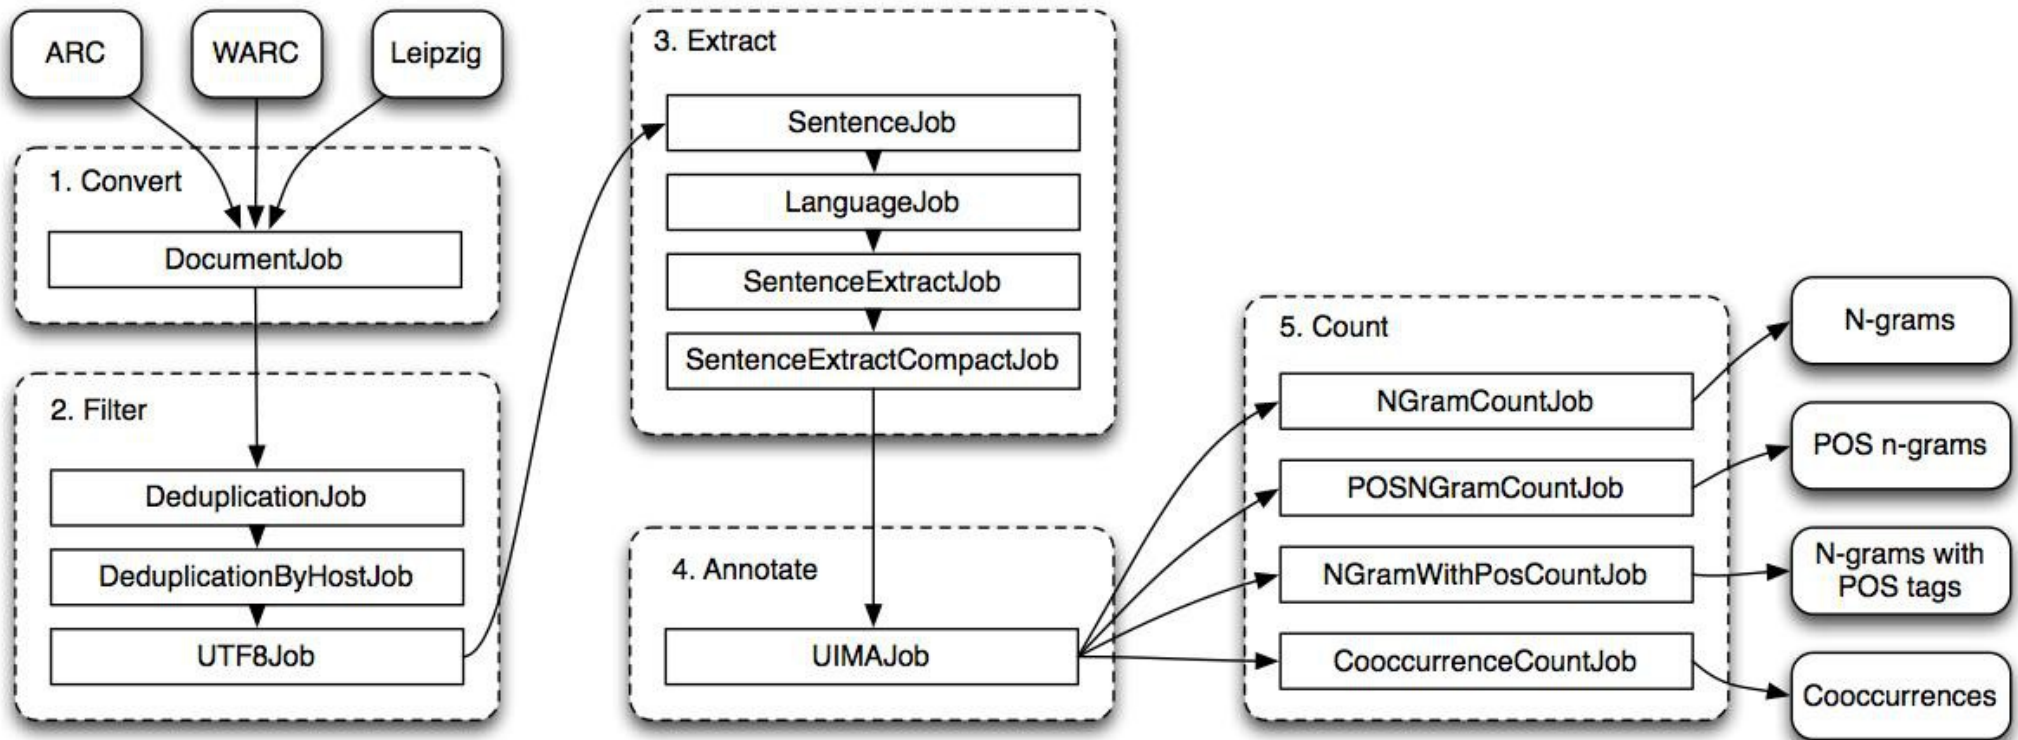 ARC
WARC
Leipzig
1. Convert
DocumentJob
2. Filter
DeduplicationJob
DeduplicationByHostJob
UTF8Job
3. Extract
SentenceJob
LanguageJob
SentenceExtractJob
SentenceExtractCompactJob
4. Annotate
UIMAJob
5. Count
NGramCountJob
POSNGramCountJob
NGramWithPosCountJob
CooccurrenceCountJob
N-grams
POS n-grams
N-grams with
POS tags
Cooccurrences